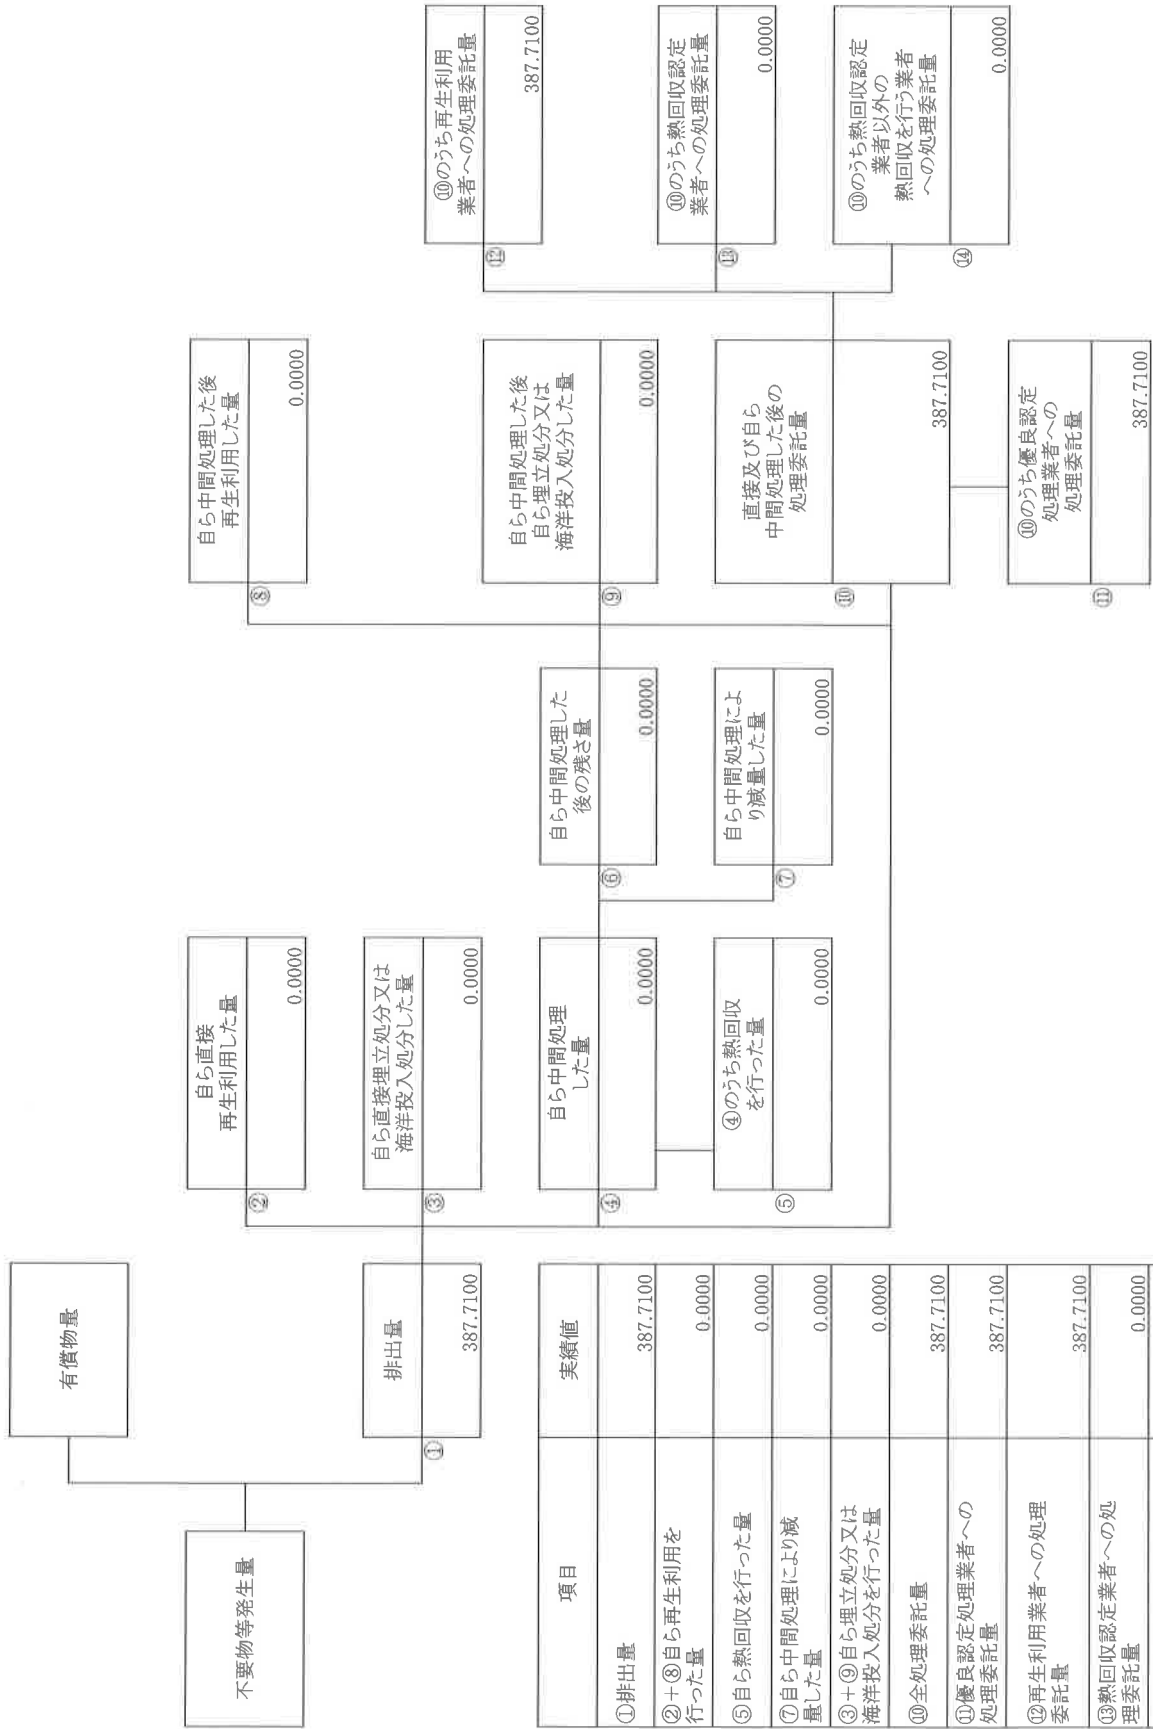 不要物等発生量
有償物量
①
排出量
387.7100
②
自ら直接
再生利用した量
0.0000
③
自ら直接埋立処分又は
海洋投入処分した量
0.0000
④
自ら中間処理
した量
0.0000
⑤
④のうち熱回収
を行った量
0.0000
⑥
自ら中間処理した
後の残さ量
0.0000
⑦
自ら中間処理によ
り減量した量
0.0000
⑧
自ら中間処理した後
再生利用した量
0.0000
⑨
自ら中間処理した後
自ら埋立処分又は
海洋投入処分した量
0.0000
⑩
直接及び自ら
中間処理した後の
処理委託量
387.7100
⑪
⑩のうち優良認定
処理業者への
処理委託量
387.7100
⑫
⑩のうち再生利用
業者への処理委託量
387.7100
⑬
⑩のうち熱回収認定
業者への処理委託量
0.0000
⑭
⑩のうち熱回収認定
業者以外の
熱回収を行う業者
への処理委託量
0.0000
項目 実績値
①排出量 387.7100
②+⑧自ら再生利用を
行った量 0.0000
⑤自ら熱回収を行った量 0.0000
⑦自ら中間処理により減
量した量 0.0000
③+⑨自ら埋立処分又は
海洋投入処分を行った量 0.0000
⑩全処理委託量 387.7100
⑪優良認定処理業者への
処理委託量 387.7100
⑫再生利用業者への処理
委託量 387.7100
⑬熱回収認定業者への処
理委託量 0.0000